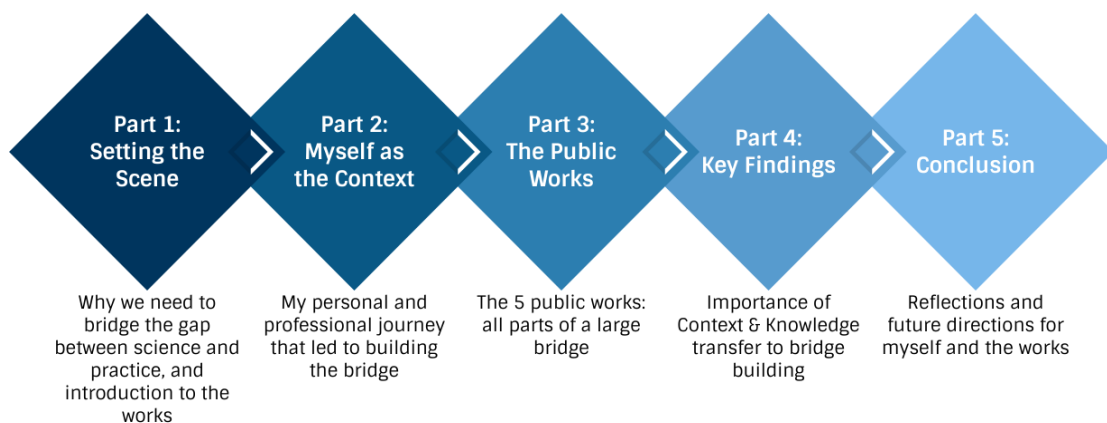 Part 1:
Setting the
Scene
Part 2:
Myself as
the Context
Part 3:
The Public
Works
Part 4:
Key Findings
Part 5:
Conclusion
Why we need to
bridge the gap
between science and
practice, and
introduction to the
works
My personal and
professional journey
that led to building
the bridge
The 5 public works:
all parts of a large
bridge
Importance of
Context & Knowledge
transfer to bridge
building
Reflections and
future directions for
myself and the works